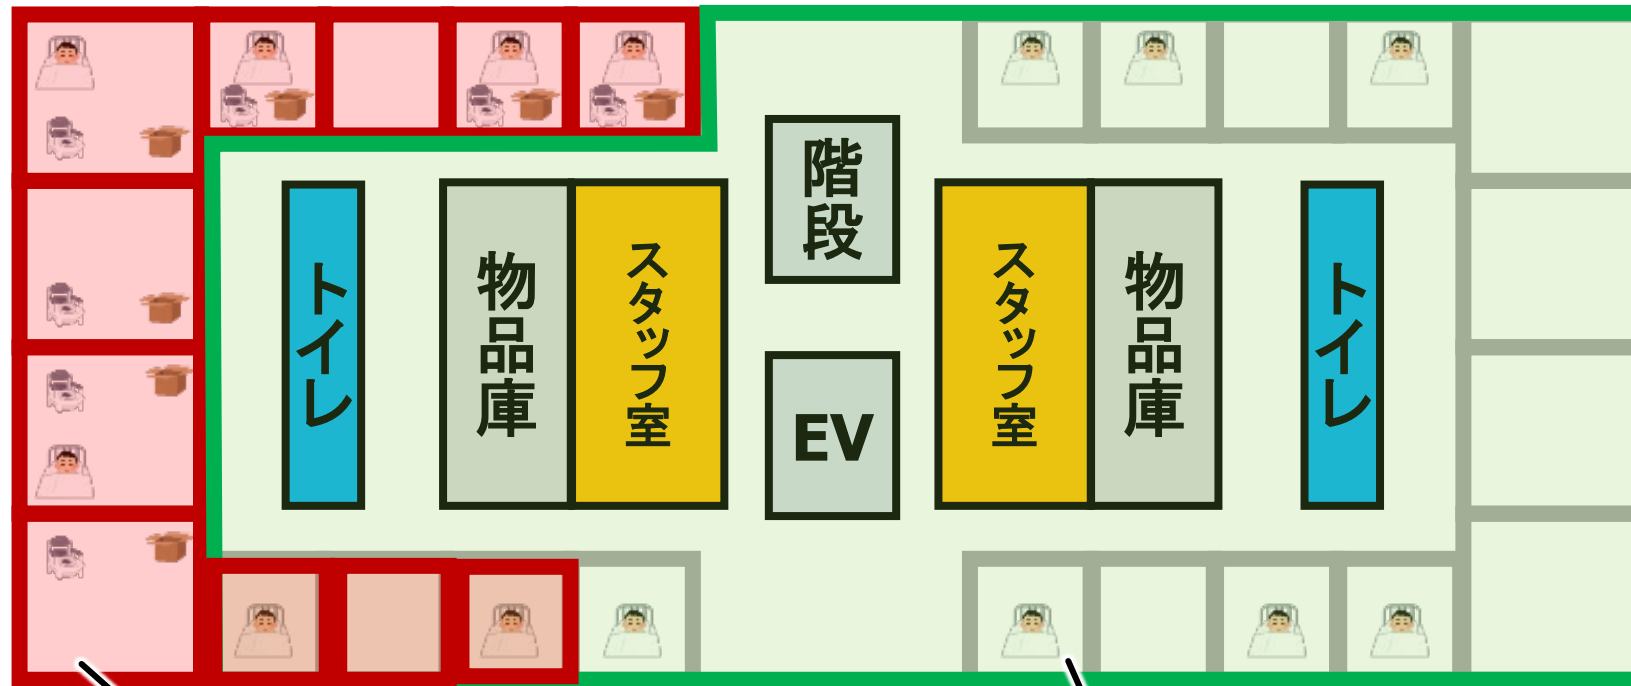 階段
トイレ
物品庫
スタッフ室
スタッフ室
物品庫
トイレ
EV